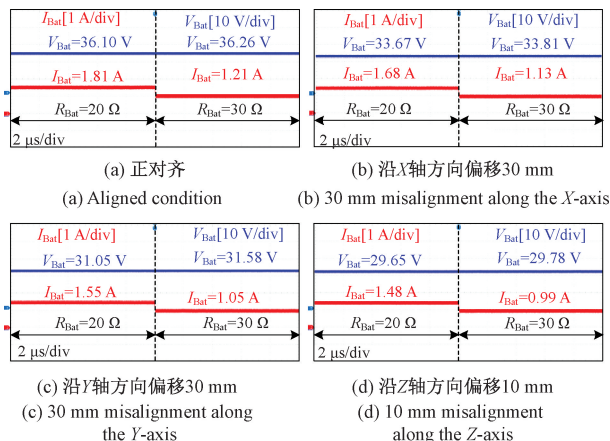 I_Bat[1 A/div] V_Bat[10 V/div]
V_Bat=36.10 V V_Bat=36.26 V
I_Bat=1.81 A I_Bat=1.21 A
R_Bat=20 Ω R_Bat=30 Ω
2 μs/div
(a) 正对齐
(a) Aligned condition
I_Bat[1 A/div] V_Bat[10 V/div]
V_Bat=33.67 V V_Bat=33.81 V
I_Bat=1.68 A I_Bat=1.13 A
R_Bat=20 Ω R_Bat=30 Ω
2 μs/div
(b) 沿X轴方向偏移30 mm
(b) 30 mm misalignment along the X-axis
I_Bat[1 A/div] V_Bat[10 V/div]
V_Bat=31.05 V V_Bat=31.58 V
I_Bat=1.55 A I_Bat=1.05 A
R_Bat=20 Ω R_Bat=30 Ω
2 μs/div
(c) 沿Y轴方向偏移30 mm
(c) 30 mm misalignment along
the Y-axis
I_Bat[1 A/div] V_Bat[10 V/div]
V_Bat=29.65 V V_Bat=29.78 V
I_Bat=1.48 A I_Bat=0.99 A
R_Bat=20 Ω R_Bat=30 Ω
2 μs/div
(d) 沿Z轴方向偏移10 mm
(d) 10 mm misalignment
along the Z-axis